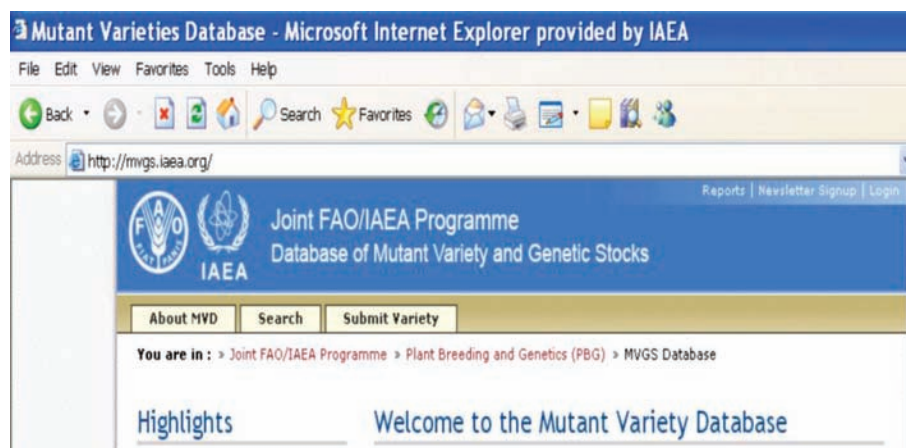 Mutant Varieties Database - Microsoft Internet Explorer provided by IAEA
File Edit View Favorites Tools Help
Back Search Favorites
Address http://mvgs.iaea.org/
Reports | Newsletter Signup | Login
FAO FIAT PANIS
IAEA
Joint FAO/IAEA Programme
Database of Mutant Variety and Genetic Stocks
About MVD Search Submit Variety
You are in : » Joint FAO/IAEA Programme » Plant Breeding and Genetics (PBG) » MVGS Database
Highlights Welcome to the Mutant Variety Database